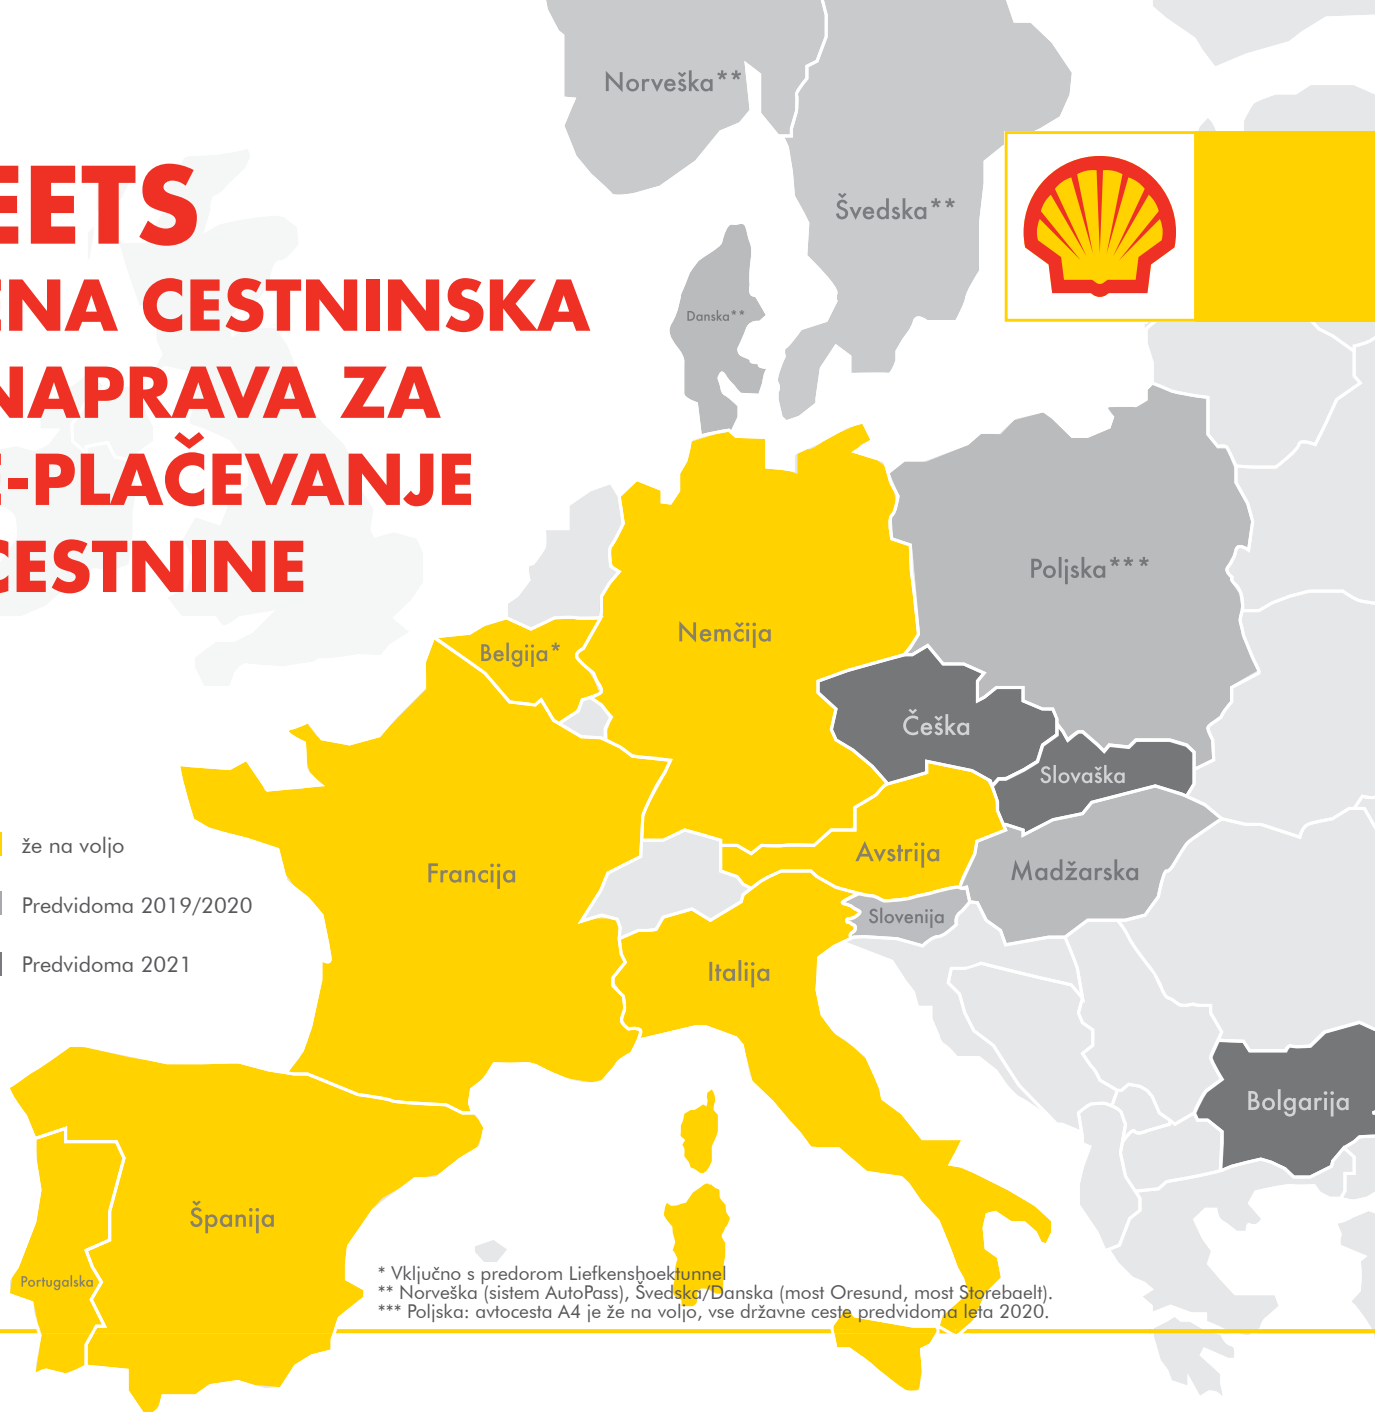 EETS
ENA CESTNINSKA
NAPRAVA ZA
E-PLAČEVANJE
CESTNINE
Norveška**
Švedska**
Danska**
Poljska***
Nemčija
Belgija*
Češka
Slovaška
Avstrija
Madžarska
Francija
Slovenija
Italija
Bolgarija
Španija
Portugalska
že na voljo
Predvidoma 2019/2020
Predvidoma 2021
* Vključno s predorom Liefkenshoektunnel
** Norveška (sistem AutoPass), Švedska/Danska (most Oresund, most Storebaelt).
*** Poljska: avtocesta A4 je že na voljo, vse državne ceste predvidoma leta 2020.